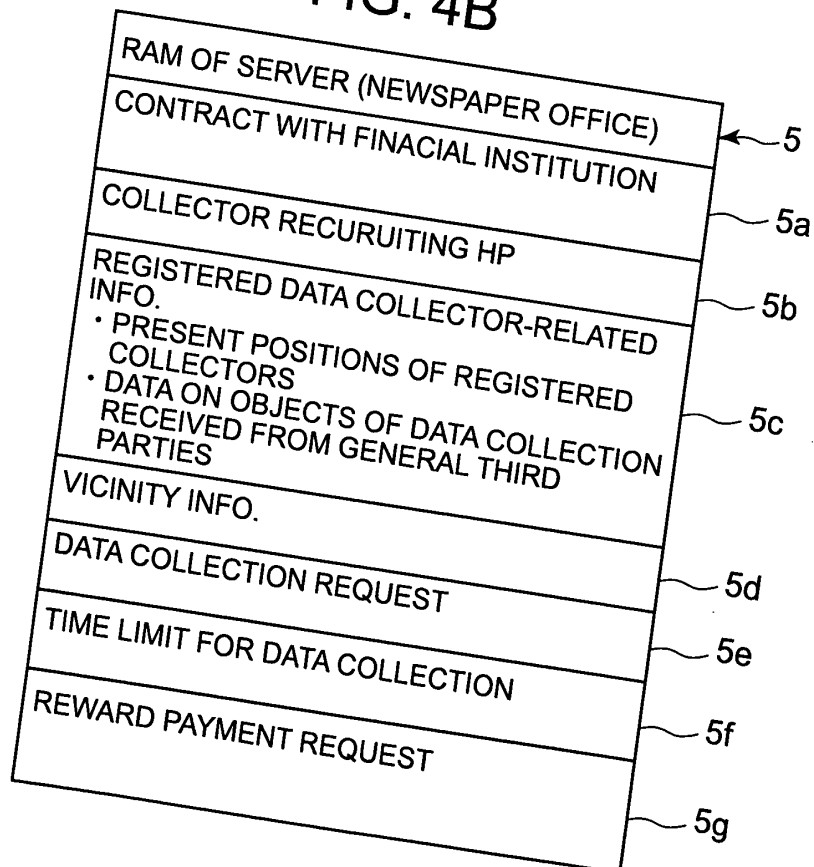 FIG. 4B
RAM OF SERVER (NEWSPAPER OFFICE)
5
CONTRACT WITH FINACIAL INSTITUTION
5a
COLLECTOR RECURUITING HP
5b
REGISTERED DATA COLLECTOR-RELATED
INFO.
· PRESENT POSITIONS OF REGISTERED
COLLECTORS
· DATA ON OBJECTS OF DATA COLLECTION
RECEIVED FROM GENERAL THIRD
PARTIES
5c
VICINITY INFO.
5d
DATA COLLECTION REQUEST
5e
TIME LIMIT FOR DATA COLLECTION
5f
REWARD PAYMENT REQUEST
5g